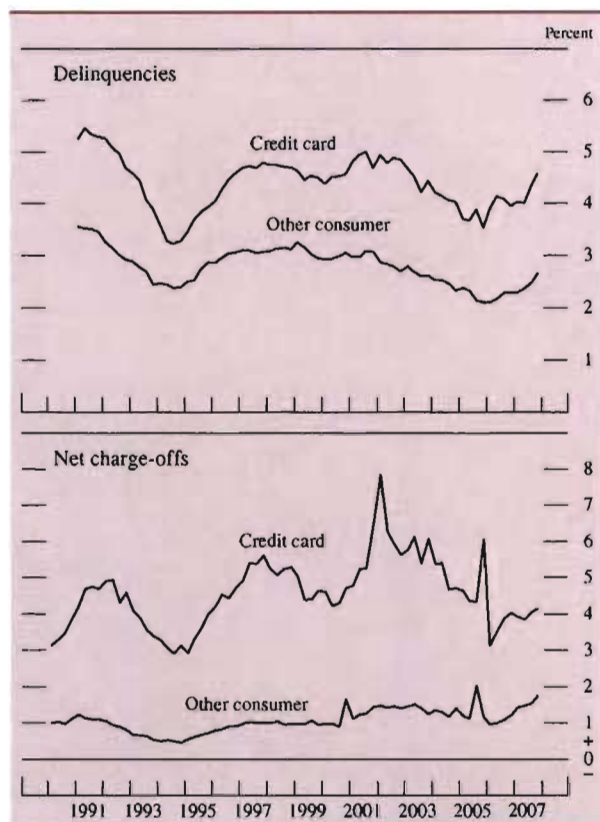 Percent
Delinquencies
6
Credit card
5
4
Other consumer
3
2
1
Net charge-offs
8
7
Credit card
6
5
4
3
Other consumer
2
1
+
0
–
1991 1993 1995 1997 1999 2001 2003 2005 2007